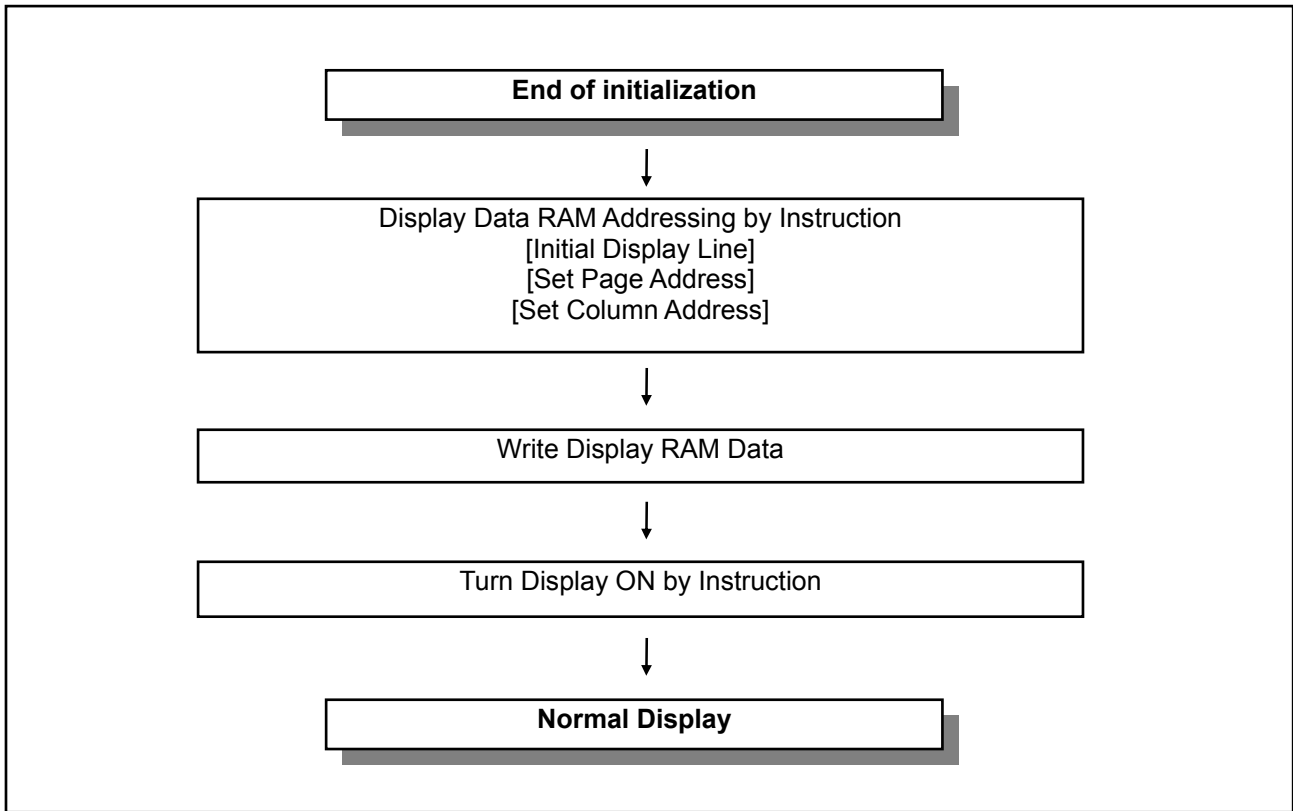 End of initialization
Display Data RAM Addressing by Instruction
[Initial Display Line]
[Set Page Address]
[Set Column Address]
Write Display RAM Data
Turn Display ON by Instruction
Normal Display